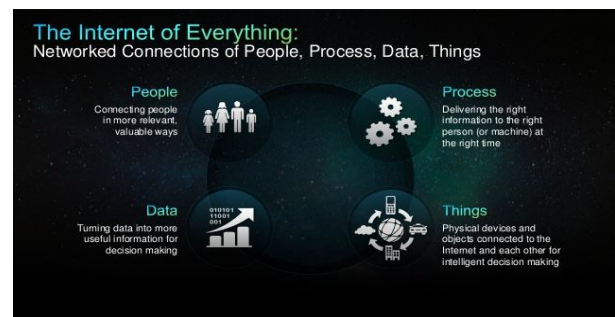 The Internet of Everything:
Networked Connections of People, Process, Data, Things
People
Connecting people
in more relevant,
valuable ways
Process
Delivering the right
information to the right
person (or machine) at
the right time
Data
Turning data into more
useful information for
decision making
010101
11001
001
Things
Physical devices and
objects connected to the
Internet and each other for
intelligent decision making